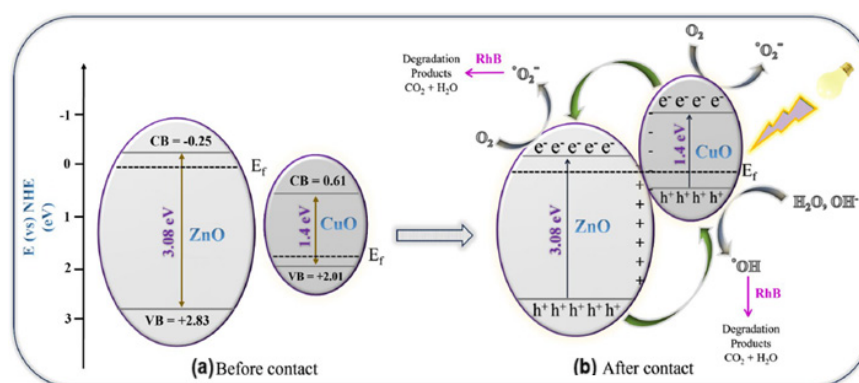 E (vs) NHE
(eV)
-1
0
1
2
3
CB = -0.25
E_f
3.08 eV
ZnO
VB = +2.83
CB = 0.61
1.4 eV
CuO
E_f
VB = +2.01
(a) Before contact
Degradation
Products
CO₂ + H₂O
RhB
•O₂⁻
O₂
e⁻ e⁻ e⁻ e⁻ e⁻
3.08 eV
ZnO
+
+
+
+
+
+
h⁺ h⁺ h⁺ h⁺ h⁺
O₂
•O₂⁻
e⁻ e⁻ e⁻ e⁻
-
-
-
-
1.4 eV
CuO
E_f
h⁺ h⁺ h⁺ h⁺
H₂O, OH⁻
•OH
RhB
Degradation
Products
CO₂ + H₂O
(b) After contact